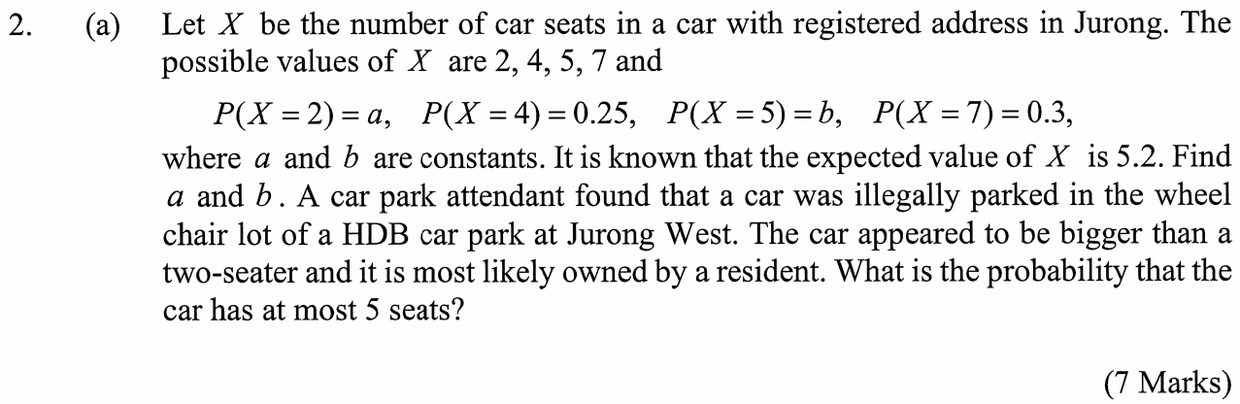 2. (a) Let X be the number of car seats in a car with registered address in Jurong. The
possible values of X are 2, 4, 5, 7 and
P(X = 2) = a, P(X = 4) = 0.25, P(X = 5) = b, P(X = 7) = 0.3,
where a and b are constants. It is known that the expected value of X is 5.2. Find
a and b. A car park attendant found that a car was illegally parked in the wheel
chair lot of a HDB car park at Jurong West. The car appeared to be bigger than a
two-seater and it is most likely owned by a resident. What is the probability that the
car has at most 5 seats?
(7 Marks)